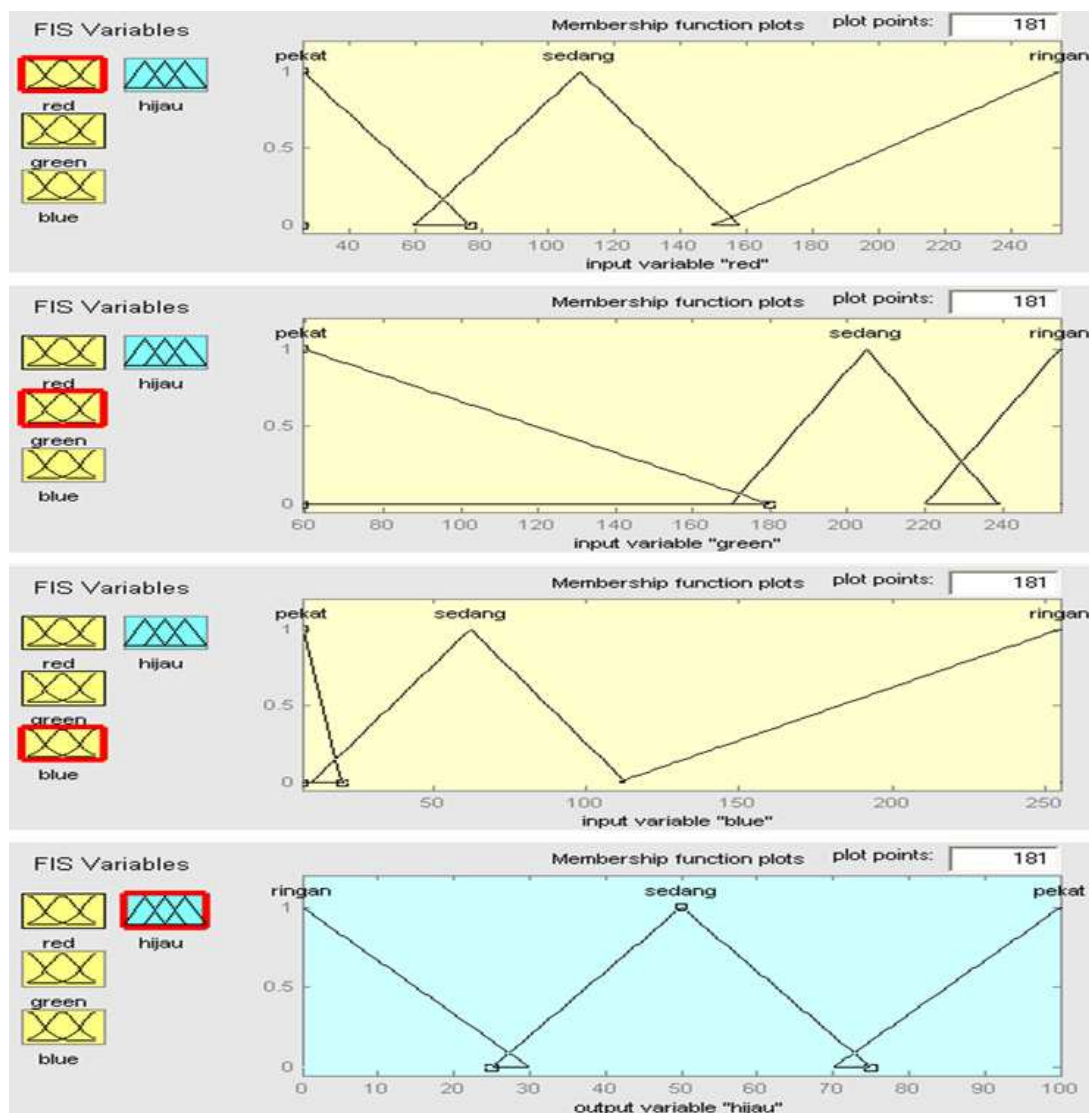 FIS Variables
Membership function plots
plot points: 181
pekat sedang ringan
red hijau
green
blue
1
0.5
0
40 60 80 100 120 140 160 180 200 220 240
input variable "red"
FIS Variables
Membership function plots
plot points: 181
pekat sedang ringan
red hijau
green
blue
1
0.5
0
60 80 100 120 140 160 180 200 220 240
input variable "green"
FIS Variables
Membership function plots
plot points: 181
pekat sedang ringan
red hijau
green
blue
1
0.5
0
50 100 150 200 250
input variable "blue"
FIS Variables
Membership function plots
plot points: 181
ringan sedang pekat
red hijau
green
blue
1
0.5
0
0 10 20 30 40 50 60 70 80 90 100
output variable "hijau"